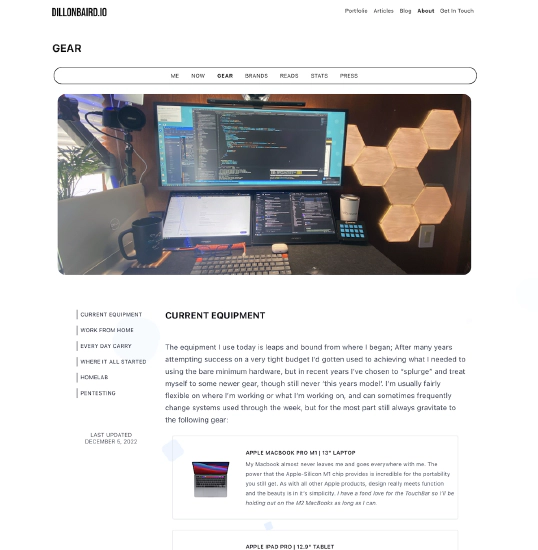 DILLONBAIRD.IO
Portfolio Articles Blog About Get In Touch
GEAR
ME NOW GEAR BRANDS READS STATS PRESS
CURRENT EQUIPMENT
WORK FROM HOME
EVERY DAY CARRY
WHERE IT ALL STARTED
HOMELAB
PENTESTING
LAST UPDATED
DECEMBER 5, 2022
CURRENT EQUIPMENT
The equipment I use today is leaps and bound from where I began; After many years
attempting success on a very tight budget I'd gotten used to achieving what I needed to
using the bare minimum hardware, but in recent years I've chosen to "splurge" and treat
myself to some newer gear, though still never 'this years model'. I'm usually fairly
flexible on where I'm working or what I'm working on, and can sometimes frequently
change systems used through the week, but for the most part still always gravitate to
the following gear:
APPLE MACBOOK PRO M1 | 13" LAPTOP
My Macbook almost never leaves me and goes everywhere with me. The
power that the Apple-Silicon M1 chip provides is incredible for the portability
you still get. As with all other Apple products, design really meets function
and the beauty is in it's simplicity. I have a fond love for the TouchBar so I'll be
holding out on the M2 MacBooks as long as I can.
APPLE IPAD PRO | 12.9" TABLET